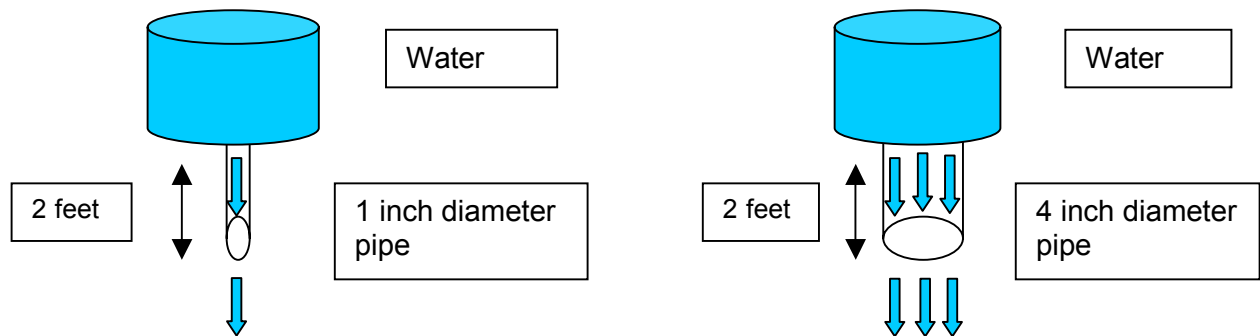 Water
2 feet
1 inch diameter
pipe
Water
2 feet
4 inch diameter
pipe